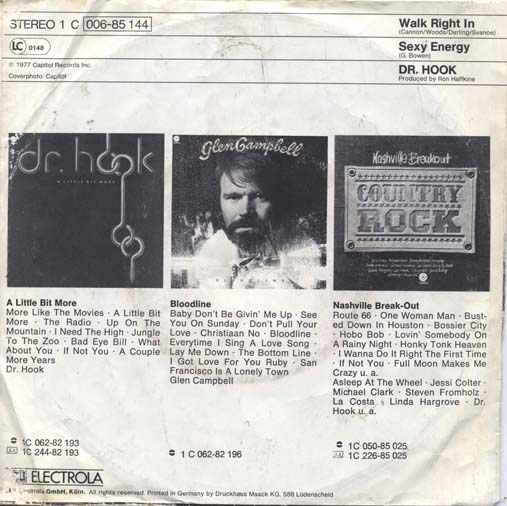 STEREO 1 C 006-85 144
LC 0148
℗ 1977 Capitol Records Inc.
Coverphoto: Capitol
Walk Right In
(Cannon/Woods/Darling/Svanoe)
Sexy Energy
(G. Bowen)
DR. HOOK
Produced by Ron Haffkine
dr. hook
A LITTLE BIT MORE
Glen Campbell
BLOODLINE
Nashville Breakout
COUNTRY
ROCK
A Little Bit More
More Like The Movies · A Little Bit
More · The Radio · Up On The
Mountain · I Need The High · Jungle
To The Zoo · Bad Eye Bill · What
About You · If Not You · A Couple
More Years
Dr. Hook
1C 062-82 193
1C 244-82 193
Bloodline
Baby Don't Be Givin' Me Up · See
You On Sunday · Don't Pull Your
Love · Christiaan No · Bloodline ·
Everytime I Sing A Love Song ·
Lay Me Down · The Bottom Line ·
I Got Love For You Ruby · San
Francisco Is A Lonely Town
Glen Campbell
1 C 062-82 196
Nashville Break-Out
Route 66 · One Woman Man · Bust-
ed Down In Houston · Bossier City
· Hobo Bob · Lovin' Somebody On
A Rainy Night · Honky Tonk Heaven
· I Wanna Do It Right The First Time
· If Not You · Full Moon Makes Me
Crazy u. a.
Asleep At The Wheel · Jessi Colter ·
Michael Clark · Steven Fromholz ·
La Costa · Linda Hargrove · Dr.
Hook u. a.
1C 050-85 025
1C 226-85 025
ELECTROLA
GmbH, Köln. All rights reserved. Printed in Germany by Druckhaus Maack KG, 588 Lüdenscheid